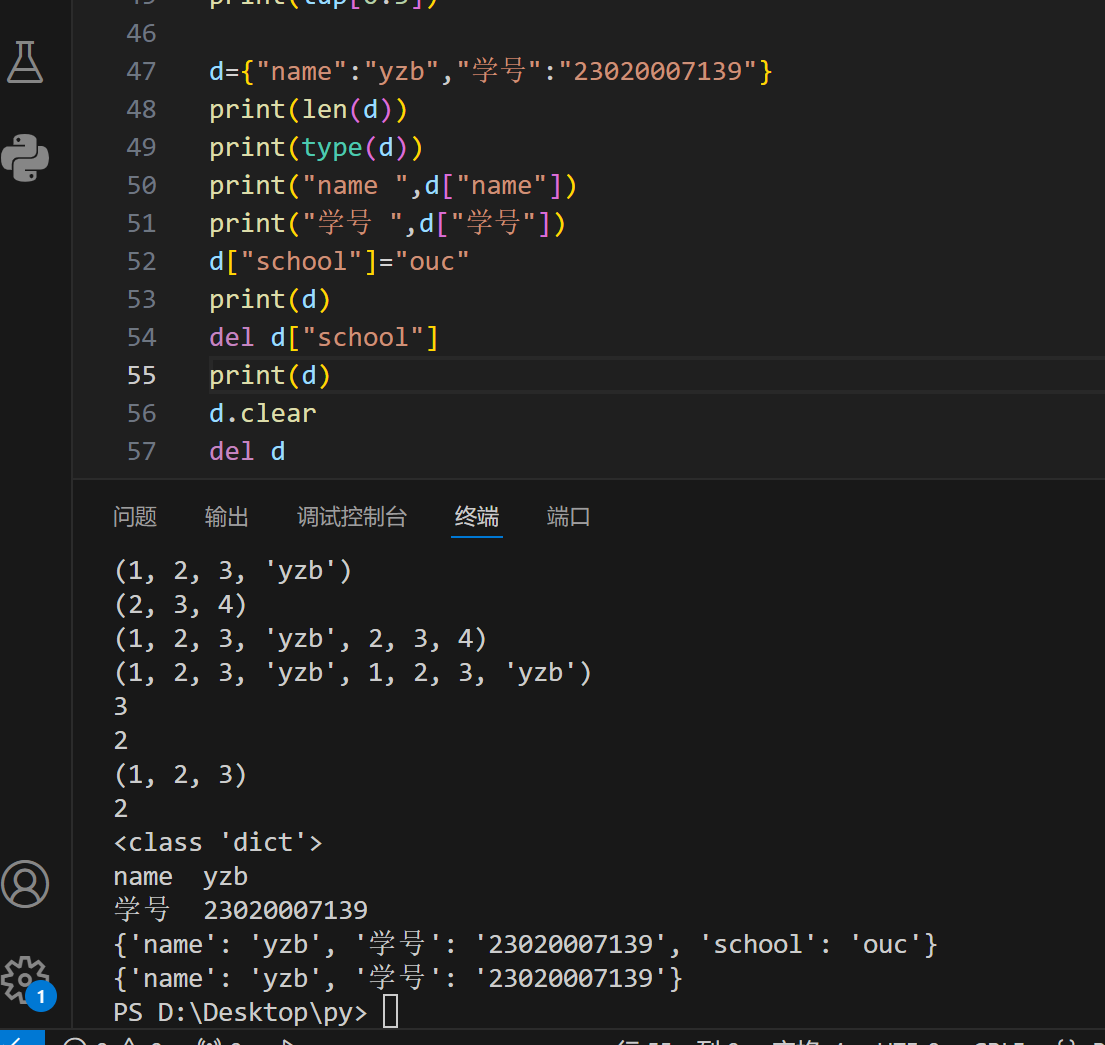 46
47 d={"name":"yzb","学号":"23020007139"}
48 print(len(d))
49 print(type(d))
50 print("name ",d["name"])
51 print("学号 ",d["学号"])
52 d["school"]="ouc"
53 print(d)
54 del d["school"]
55 print(d)
56 d.clear
57 del d
问题 输出 调试控制台 终端 端口
(1, 2, 3, 'yzb')
(2, 3, 4)
(1, 2, 3, 'yzb', 2, 3, 4)
(1, 2, 3, 'yzb', 1, 2, 3, 'yzb')
3
2
(1, 2, 3)
2
<class 'dict'>
name  yzb
学号  23020007139
{'name': 'yzb', '学号': '23020007139', 'school': 'ouc'}
{'name': 'yzb', '学号': '23020007139'}
1
PS D:\Desktop\py>